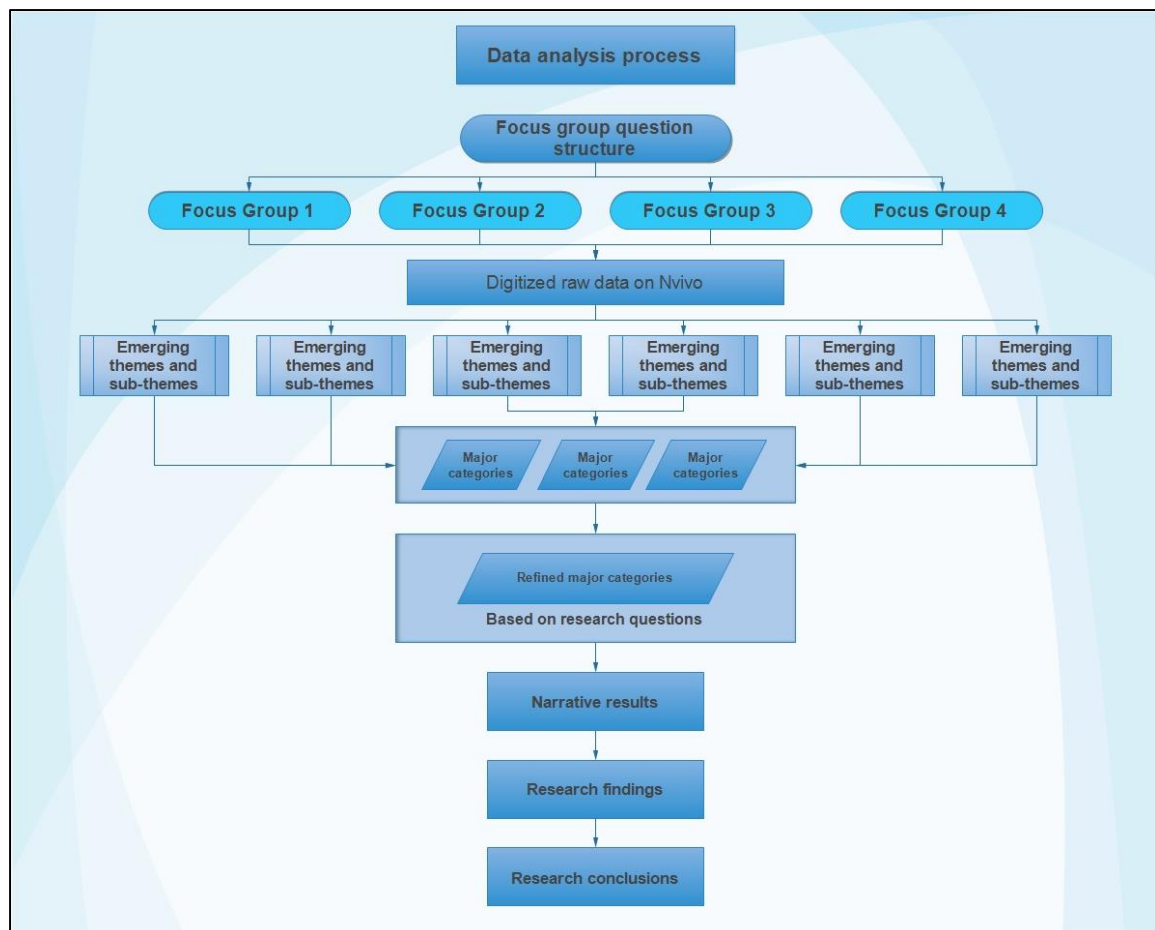 Data analysis process
Focus group question
structure
Focus Group 1
Focus Group 2
Focus Group 3
Focus Group 4
Digitized raw data on Nvivo
Emerging
themes and
sub-themes
Emerging
themes and
sub-themes
Emerging
themes and
sub-themes
Emerging
themes and
sub-themes
Emerging
themes and
sub-themes
Emerging
themes and
sub-themes
Major
categories
Major
categories
Major
categories
Refined major categories
Based on research questions
Narrative results
Research findings
Research conclusions